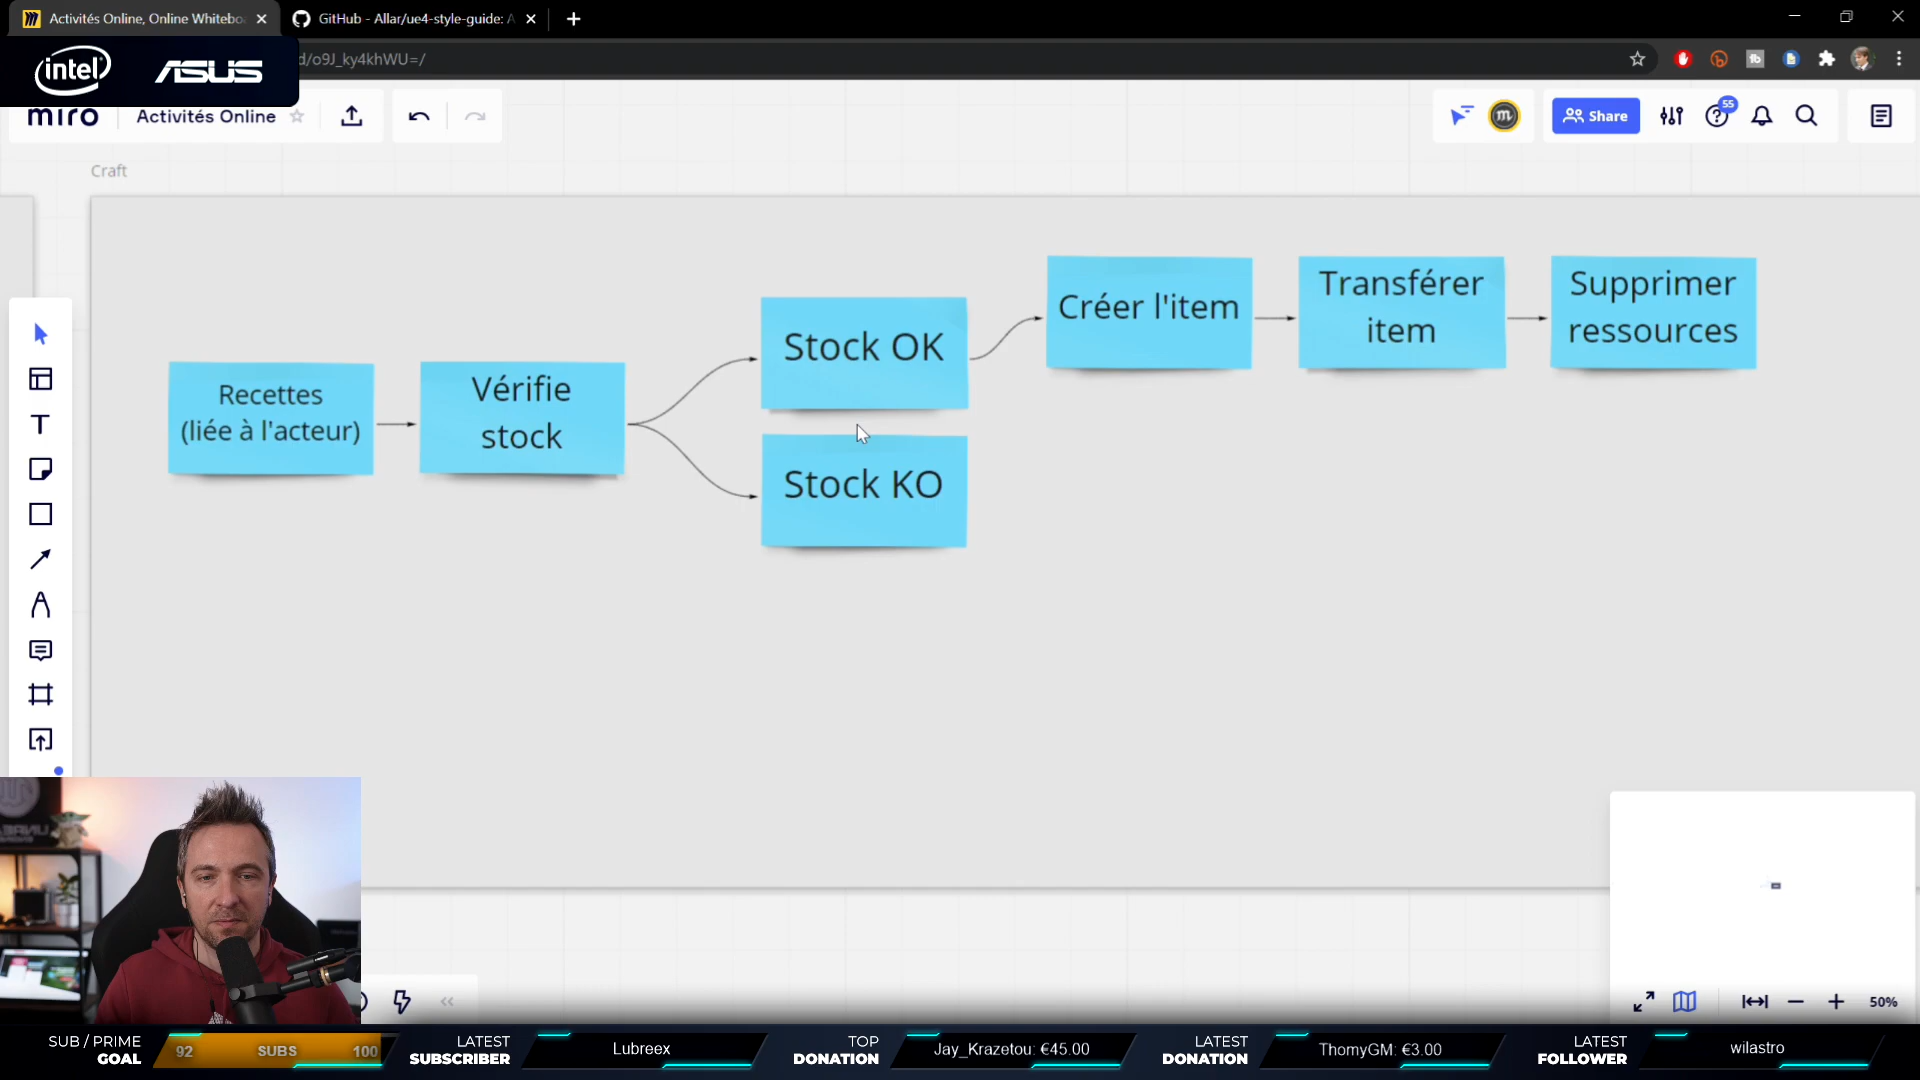 Activités Online, Online Whitebo
GitHub - Allar/ue4-style-guide: A
intel
ASUS
d/o9J_ky4khWU=/
miro
Activités Online
Share
55
Craft
Recettes
(liée à l'acteur)
Vérifie
stock
Stock OK
Stock KO
Créer l'item
Transférer
item
Supprimer
ressources
50%
SUB / PRIME
GOAL
92
SUBS
100
LATEST
SUBSCRIBER
Lubreex
TOP
DONATION
Jay_Krazetou: €45.00
LATEST
DONATION
ThomyGM: €3.00
LATEST
FOLLOWER
wilastro